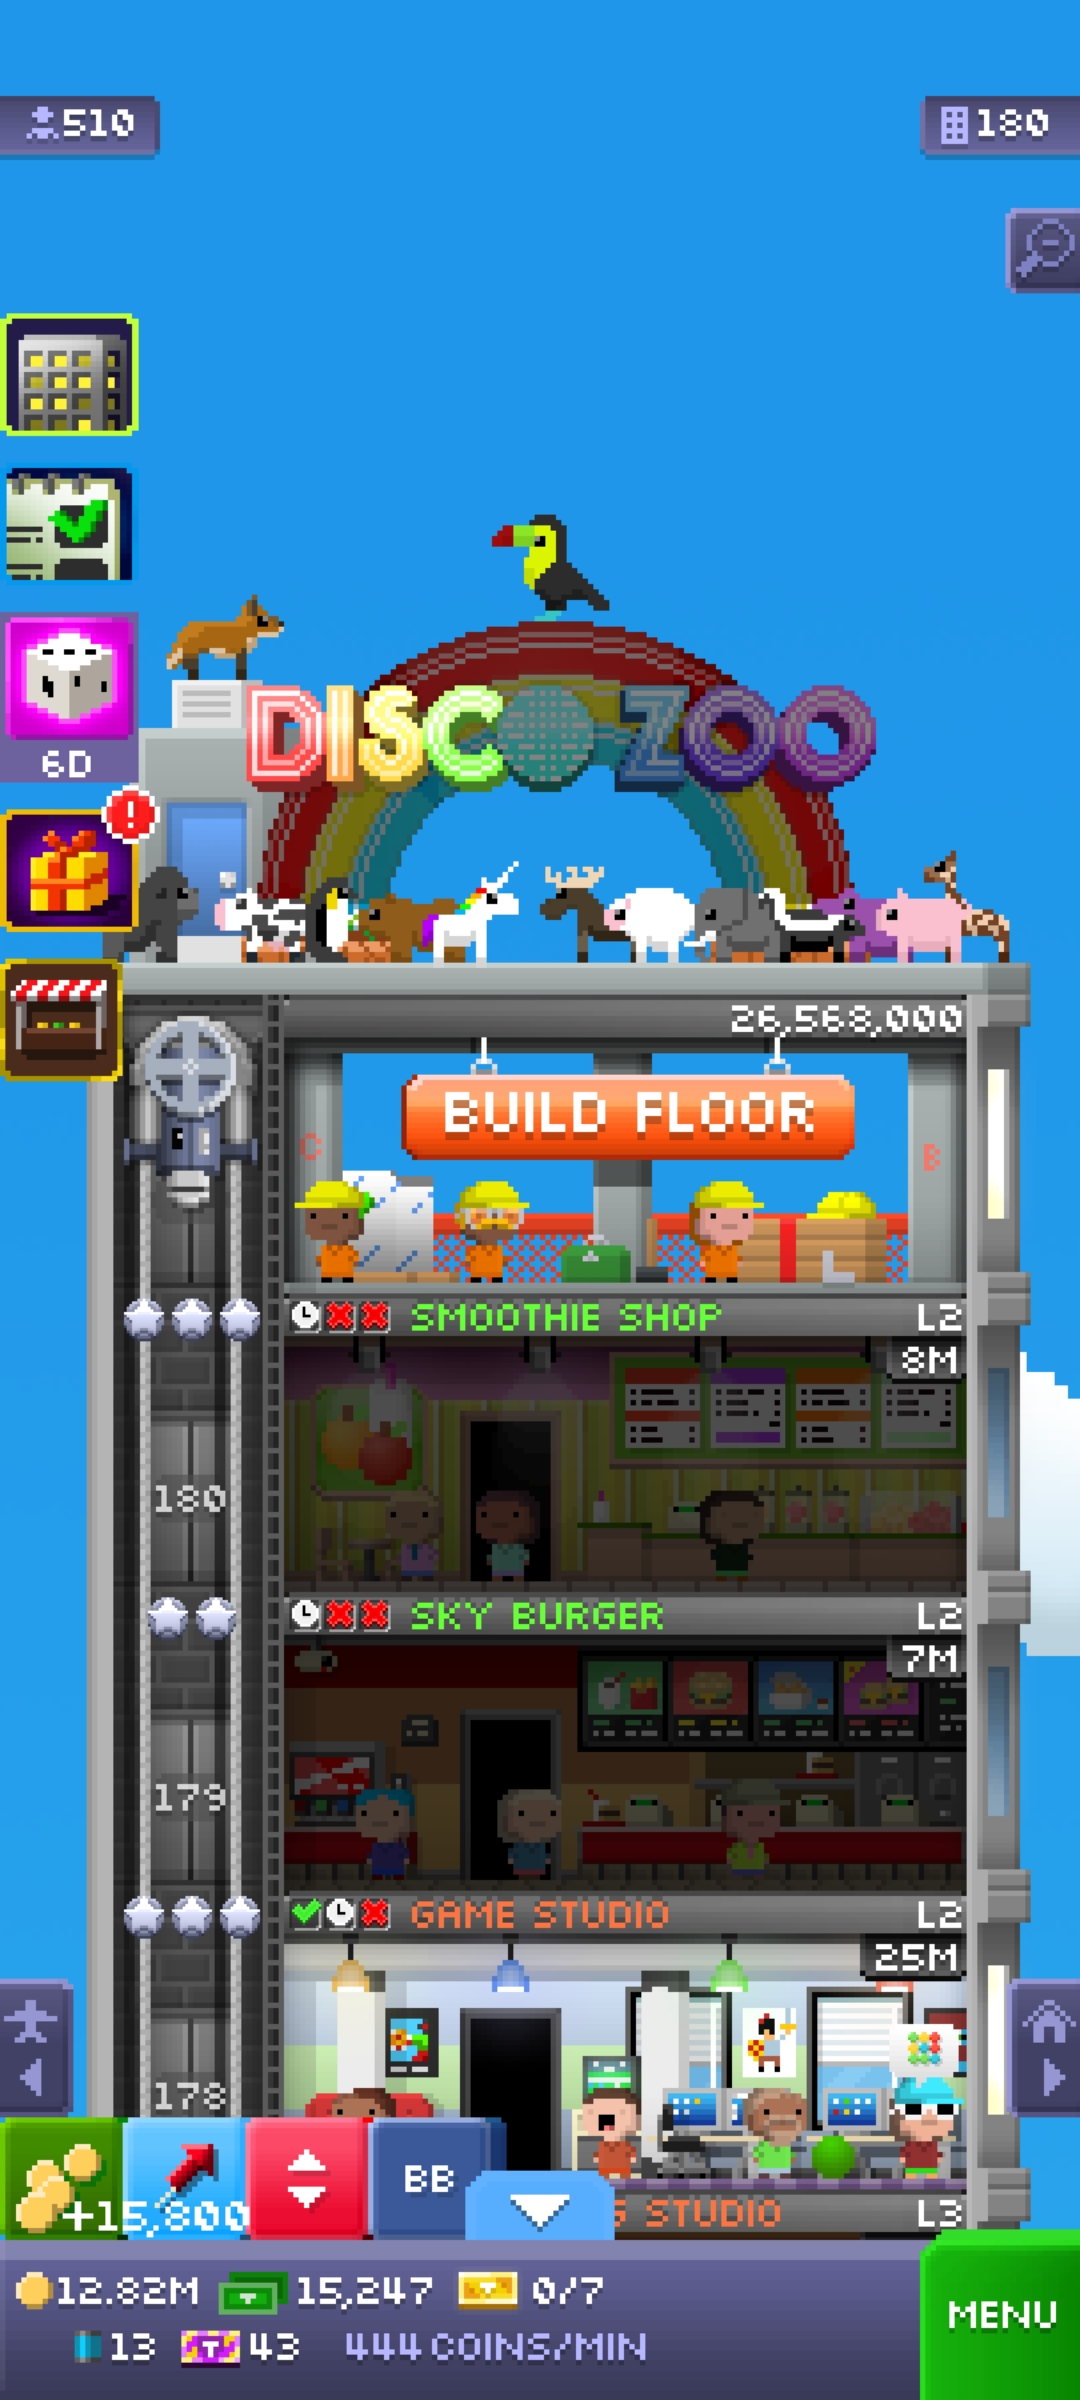 510
180
6D
DISCO ZOO
26,568,000
BUILD FLOOR
C
B
SMOOTHIE SHOP L2
8M
180
SKY BURGER L2
7M
179
GAME STUDIO L2
25M
178
+15,800
BB
STUDIO L3
12.82M 15,247 0/7
13 43 444 COINS/MIN
MENU